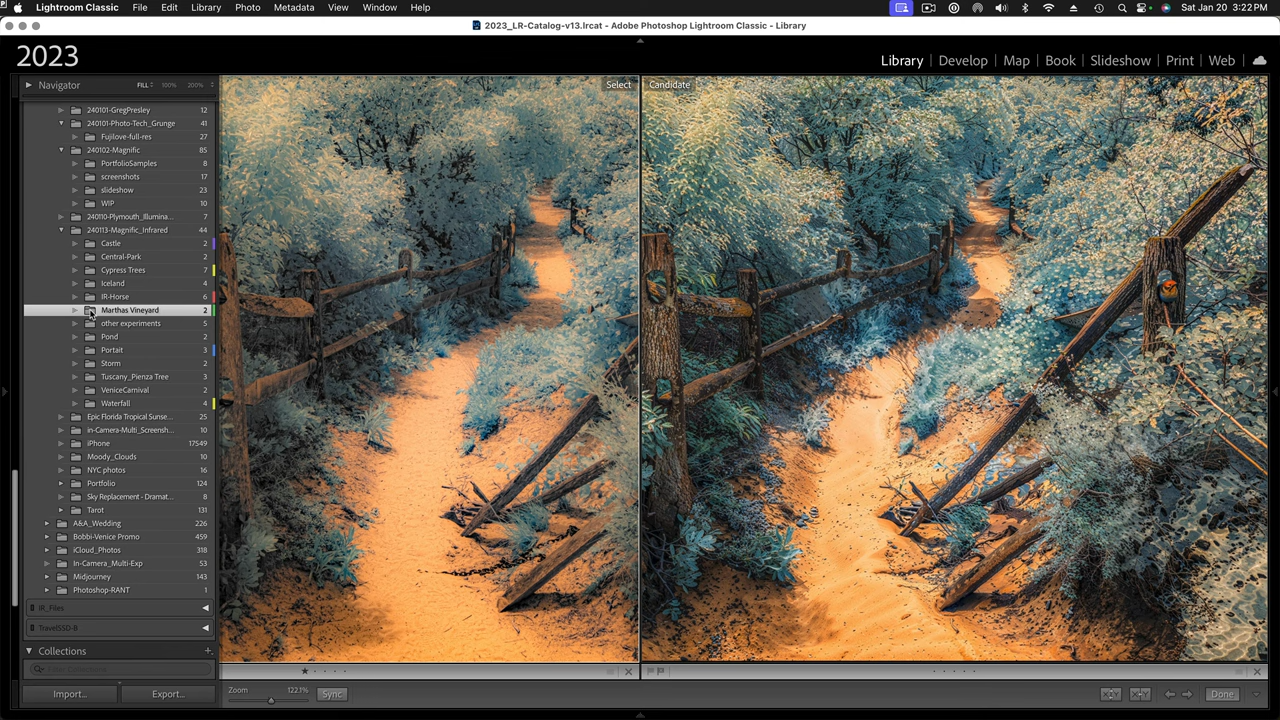 Lightroom Classic File Edit Library Photo Metadata View Window Help Sat Jan 20 3:22 PM
2023_LR-Catalog-v13.lrcat - Adobe Photoshop Lightroom Classic - Library
2023
Library | Develop | Map | Book | Slideshow | Print | Web
Navigator FILL 100% 200%
Select
Candidate
240101-GregPresley 12
240101-Photo-Tech_Grunge 41
Fujilove-full-res 27
240102-Magnific 85
PortfolioSamples 8
screenshots 17
slideshow 23
WIP 10
240110-Plymouth_Illumina... 7
240113-Magnific_Infrared 44
Castle 2
Central-Park 2
Cypress Trees 7
Iceland 4
IR-Horse 6
Marthas Vineyard 2
other experiments 5
Pond 2
Portait 3
Storm 2
Tuscany_Pienza Tree 3
VeniceCarnival 2
Waterfall 4
Epic Florida Tropical Sunse... 25
in-Camera-Multi_Screensh... 10
iPhone 17549
Moody_Clouds 10
NYC photos 16
Portfolio 124
Sky Replacement - Dramat... 8
Tarot 131
A&A_Wedding 226
Bobbi-Venice Promo 459
iCloud_Photos 318
In-Camera_Multi-Exp 53
Midjourney 143
Photoshop-RANT 1
IR_Files
TravelSSD-B
Collections +
Filter Collections
Import... Export...
Zoom 122.1% Sync Done